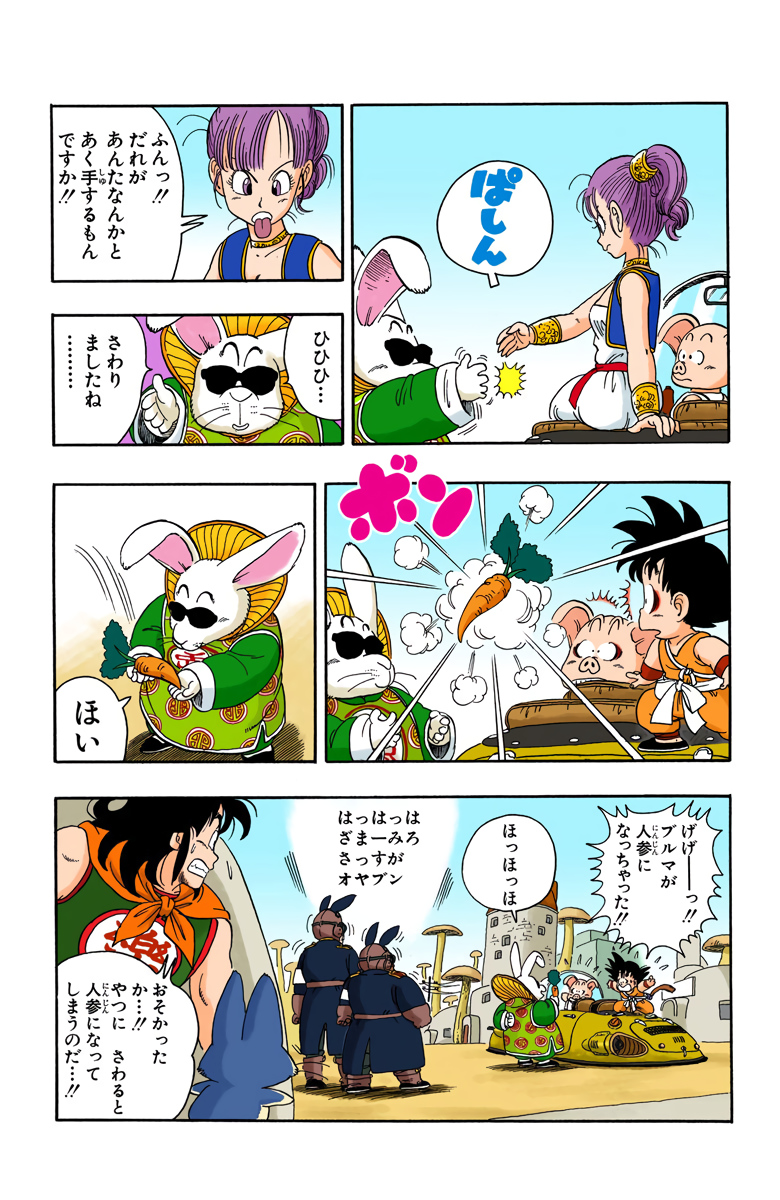 ぱしん
ふんっ!!
だれが
あんたなんかと
あく手するもん
ですか!!
ひひひ…
さわり
ましたね
………
ボン
ほい
げげ──っ!!
ブルマが
人参に
なっちゃった!!
ほっほっほ
はっはっは
ざまーみろ
さっすが
オヤブン
おそかった
か…!!
やつに さわると
人参になって
しまうのだ…!!